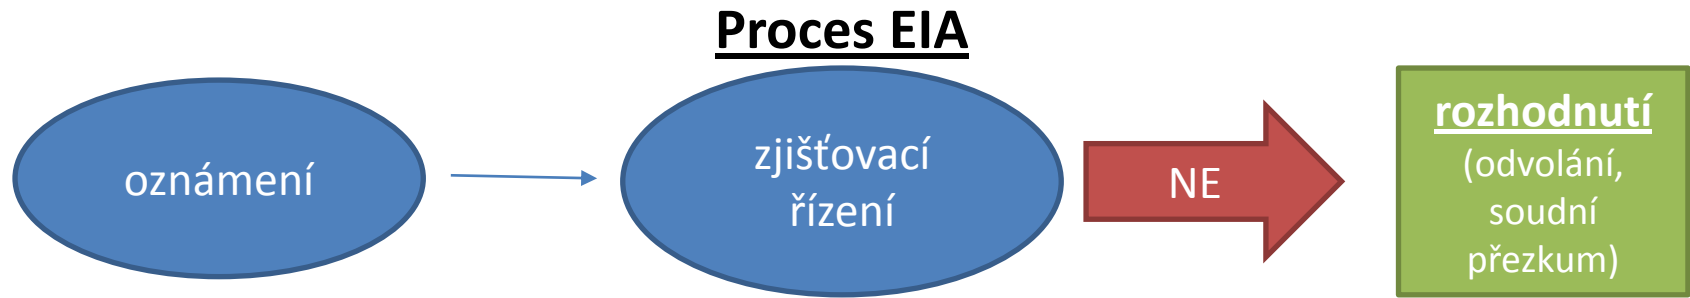 Proces EIA
oznámení
zjišťovací
řízení
NE
rozhodnutí
(odvolání,
soudní
přezkum)